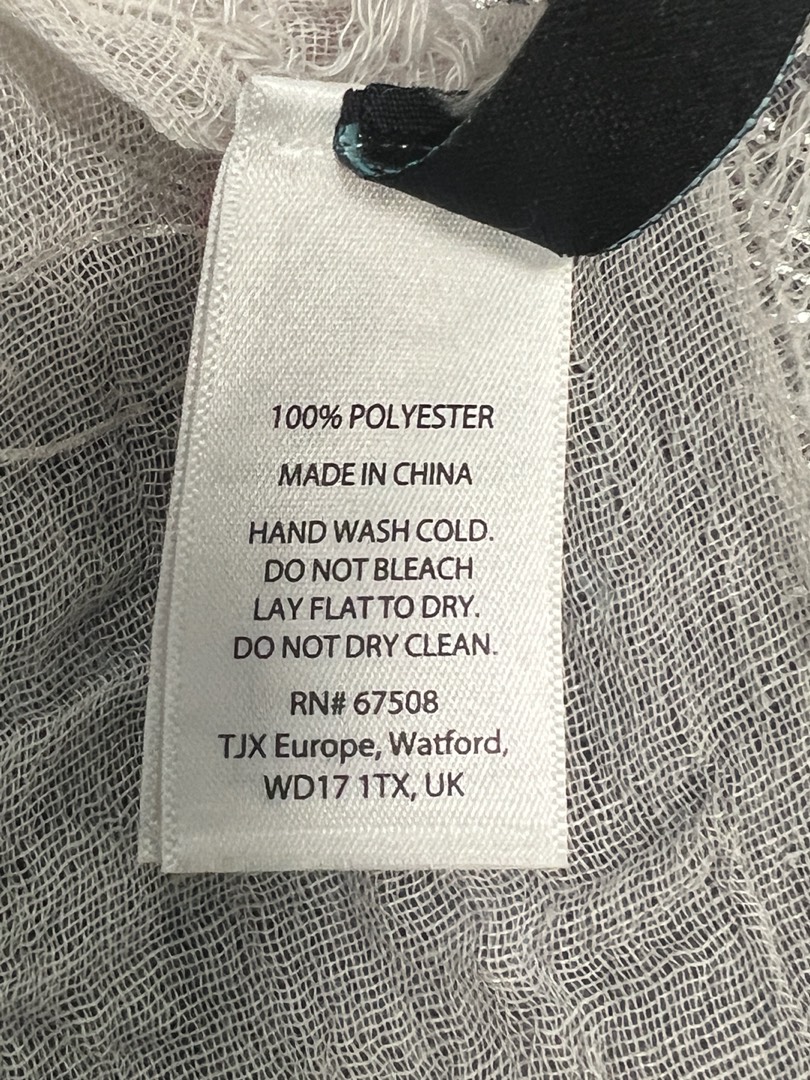 100% POLYESTER
MADE IN CHINA
HAND WASH COLD.
DO NOT BLEACH
LAY FLAT TO DRY.
DO NOT DRY CLEAN.
RN# 67508
TJX Europe, Watford,
WD17 1TX, UK